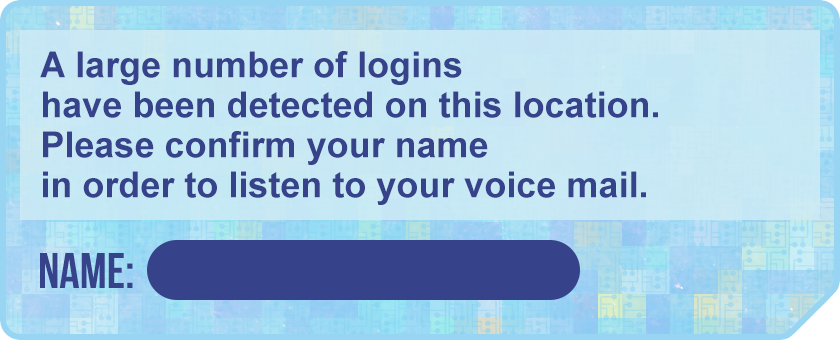 A large number of logins
have been detected on this location.
Please confirm your name
in order to listen to your voice mail.
NAME: